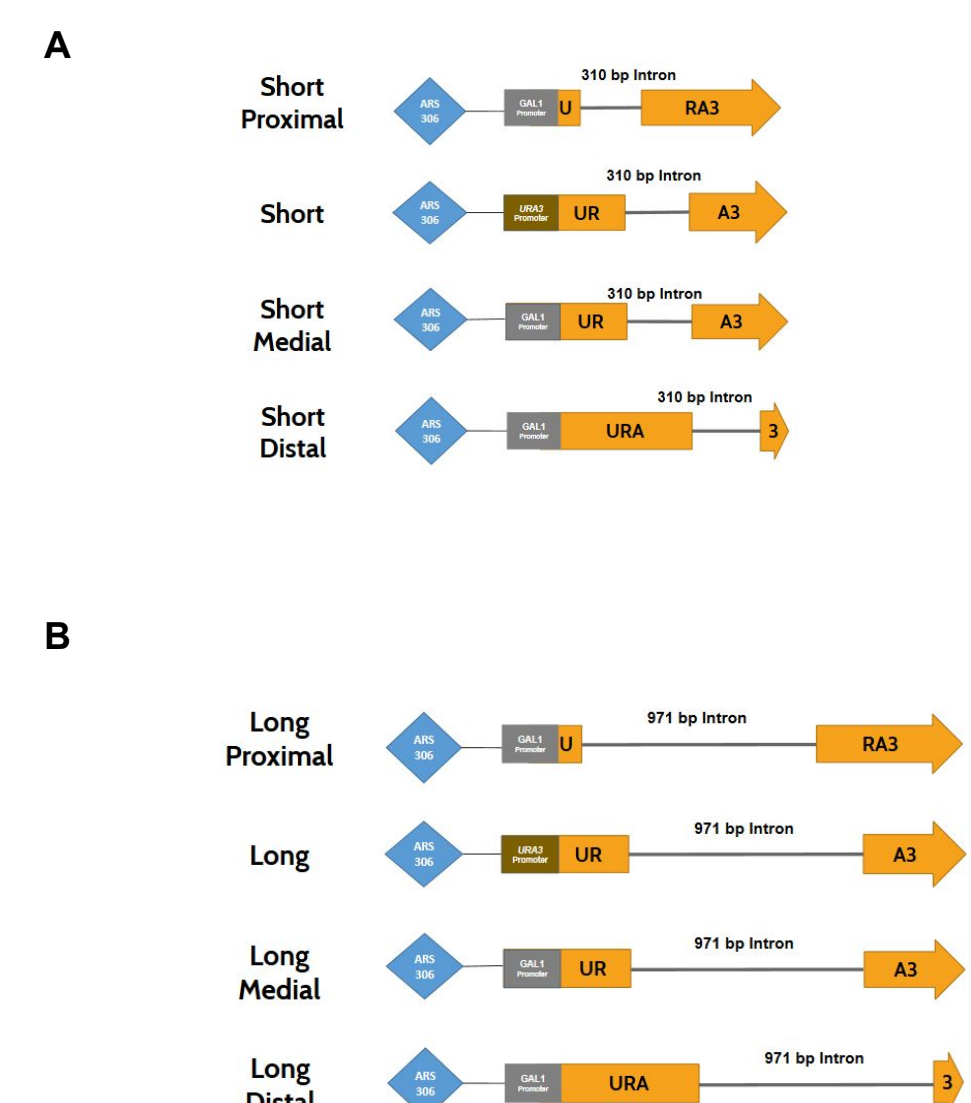 A
Short
Proximal
ARS
306
GAL1
Promoter
U
310 bp Intron
RA3
Short
ARS
306
URA3
Promoter
UR
310 bp Intron
A3
Short
Medial
ARS
306
GAL1
Promoter
UR
310 bp Intron
A3
Short
Distal
ARS
306
GAL1
Promoter
URA
310 bp Intron
3
B
Long
Proximal
ARS
306
GAL1
Promoter
U
971 bp Intron
RA3
Long
ARS
306
URA3
Promoter
UR
971 bp Intron
A3
Long
Medial
ARS
306
GAL1
Promoter
UR
971 bp Intron
A3
Long
Distal
ARS
306
GAL1
Promoter
URA
971 bp Intron
3